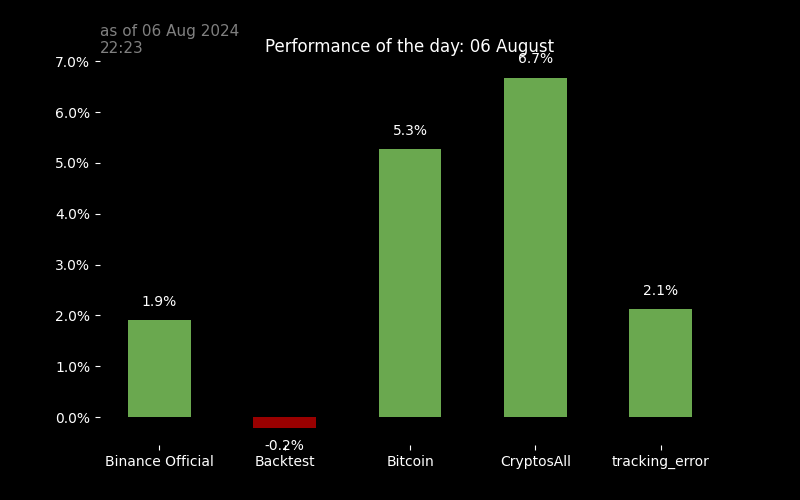 as of 06 Aug 2024
22:23
Performance of the day: 06 August
7.0%
6.0%
5.0%
4.0%
3.0%
2.0%
1.0%
0.0%
1.9%
-0.2%
5.3%
6.7%
2.1%
Binance Official
Backtest
Bitcoin
CryptosAll
tracking_error